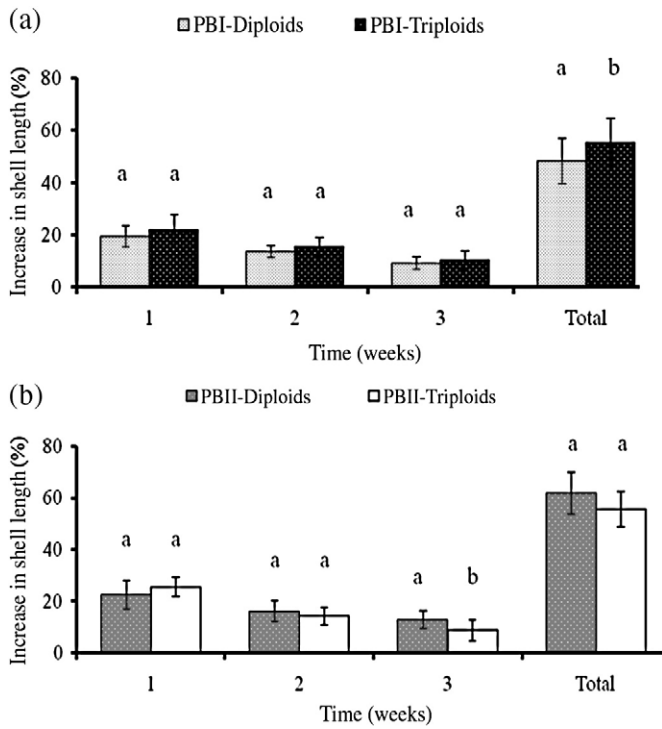 (a)
PBI-Diploids PBI-Triploids
Increase in shell length (%)
80
60
40
20
0
a a a a a a a b
1 2 3 Total
Time (weeks)
(b)
PBII-Diploids PBII-Triploids
Increase in shell length (%)
80
60
40
20
0
a a a a a b a a
1 2 3 Total
Time (weeks)